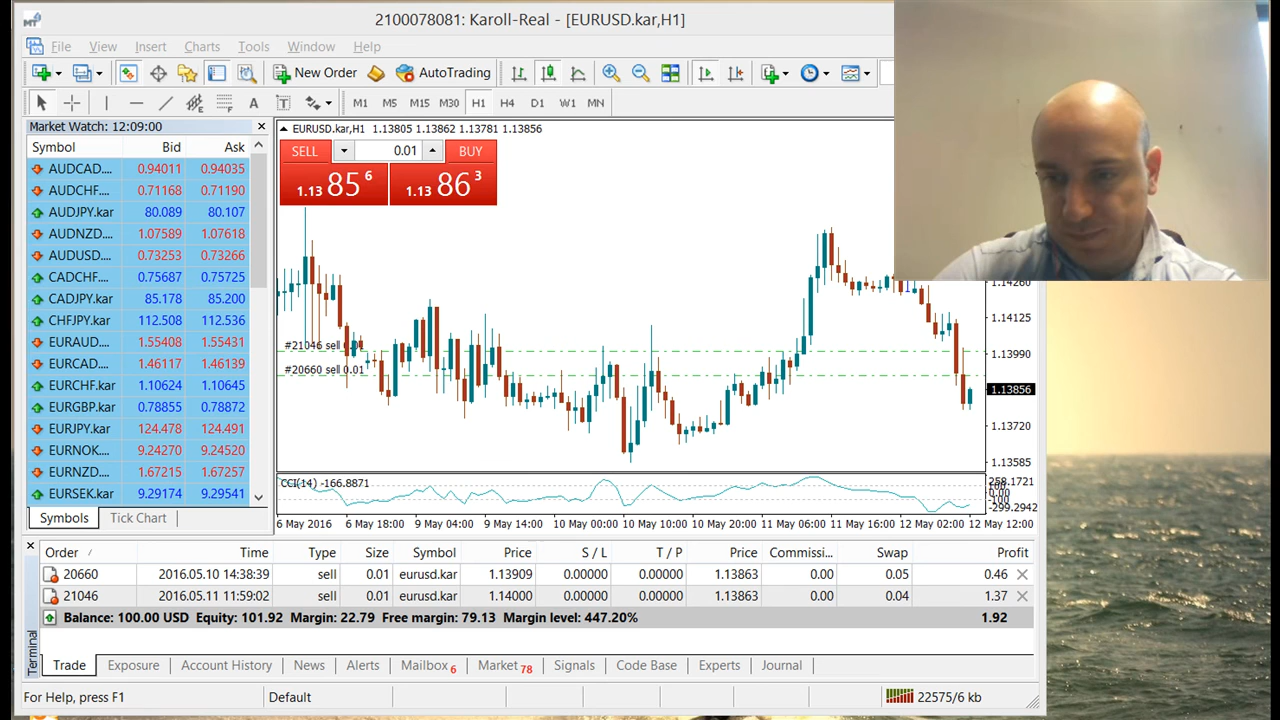 2100078081: Karoll-Real - [EURUSD.kar,H1]
File View Insert Charts Tools Window Help
New Order AutoTrading
A T M1 M5 M15 M30 H1 H4 D1 W1 MN
Market Watch: 12:09:00
Symbol Bid Ask
AUDCAD.... 0.94011 0.94035
AUDCHF.... 0.71168 0.71190
AUDJPY.kar 80.089 80.107
AUDNZD.... 1.07589 1.07618
AUDUSD.... 0.73253 0.73266
CADCHF.... 0.75687 0.75725
CADJPY.kar 85.178 85.200
CHFJPY.kar 112.508 112.536
EURAUD.... 1.55408 1.55431
EURCAD.... 1.46117 1.46139
EURCHF.kar 1.10624 1.10645
EURGBP.kar 0.78855 0.78872
EURJPY.kar 124.478 124.491
EURNOK.... 9.24270 9.24520
EURNZD.... 1.67215 1.67257
EURSEK.kar 9.29174 9.29541
Symbols Tick Chart
EURUSD.kar,H1 1.13805 1.13862 1.13781 1.13856
SELL 0.01 BUY
1.13 85 6 1.13 86 3
1.14260
1.14125
#21046 sell 0.01
1.13990
#20660 sell 0.01
1.13856
1.13720
1.13585
CCI(14) -166.8871
258.1721
100
0.00
-100
-299.2942
6 May 2016 6 May 18:00 9 May 04:00 9 May 14:00 10 May 00:00 10 May 10:00 10 May 20:00 11 May 06:00 11 May 16:00 12 May 02:00 12 May 12:00
Order / Time Type Size Symbol Price S / L T / P Price Commissi... Swap Profit
20660 2016.05.10 14:38:39 sell 0.01 eurusd.kar 1.13909 0.00000 0.00000 1.13863 0.00 0.05 0.46
21046 2016.05.11 11:59:02 sell 0.01 eurusd.kar 1.14000 0.00000 0.00000 1.13863 0.00 0.04 1.37
Balance: 100.00 USD Equity: 101.92 Margin: 22.79 Free margin: 79.13 Margin level: 447.20% 1.92
Terminal
Trade Exposure Account History News Alerts Mailbox 6 Market 78 Signals Code Base Experts Journal
For Help, press F1 Default 22575/6 kb